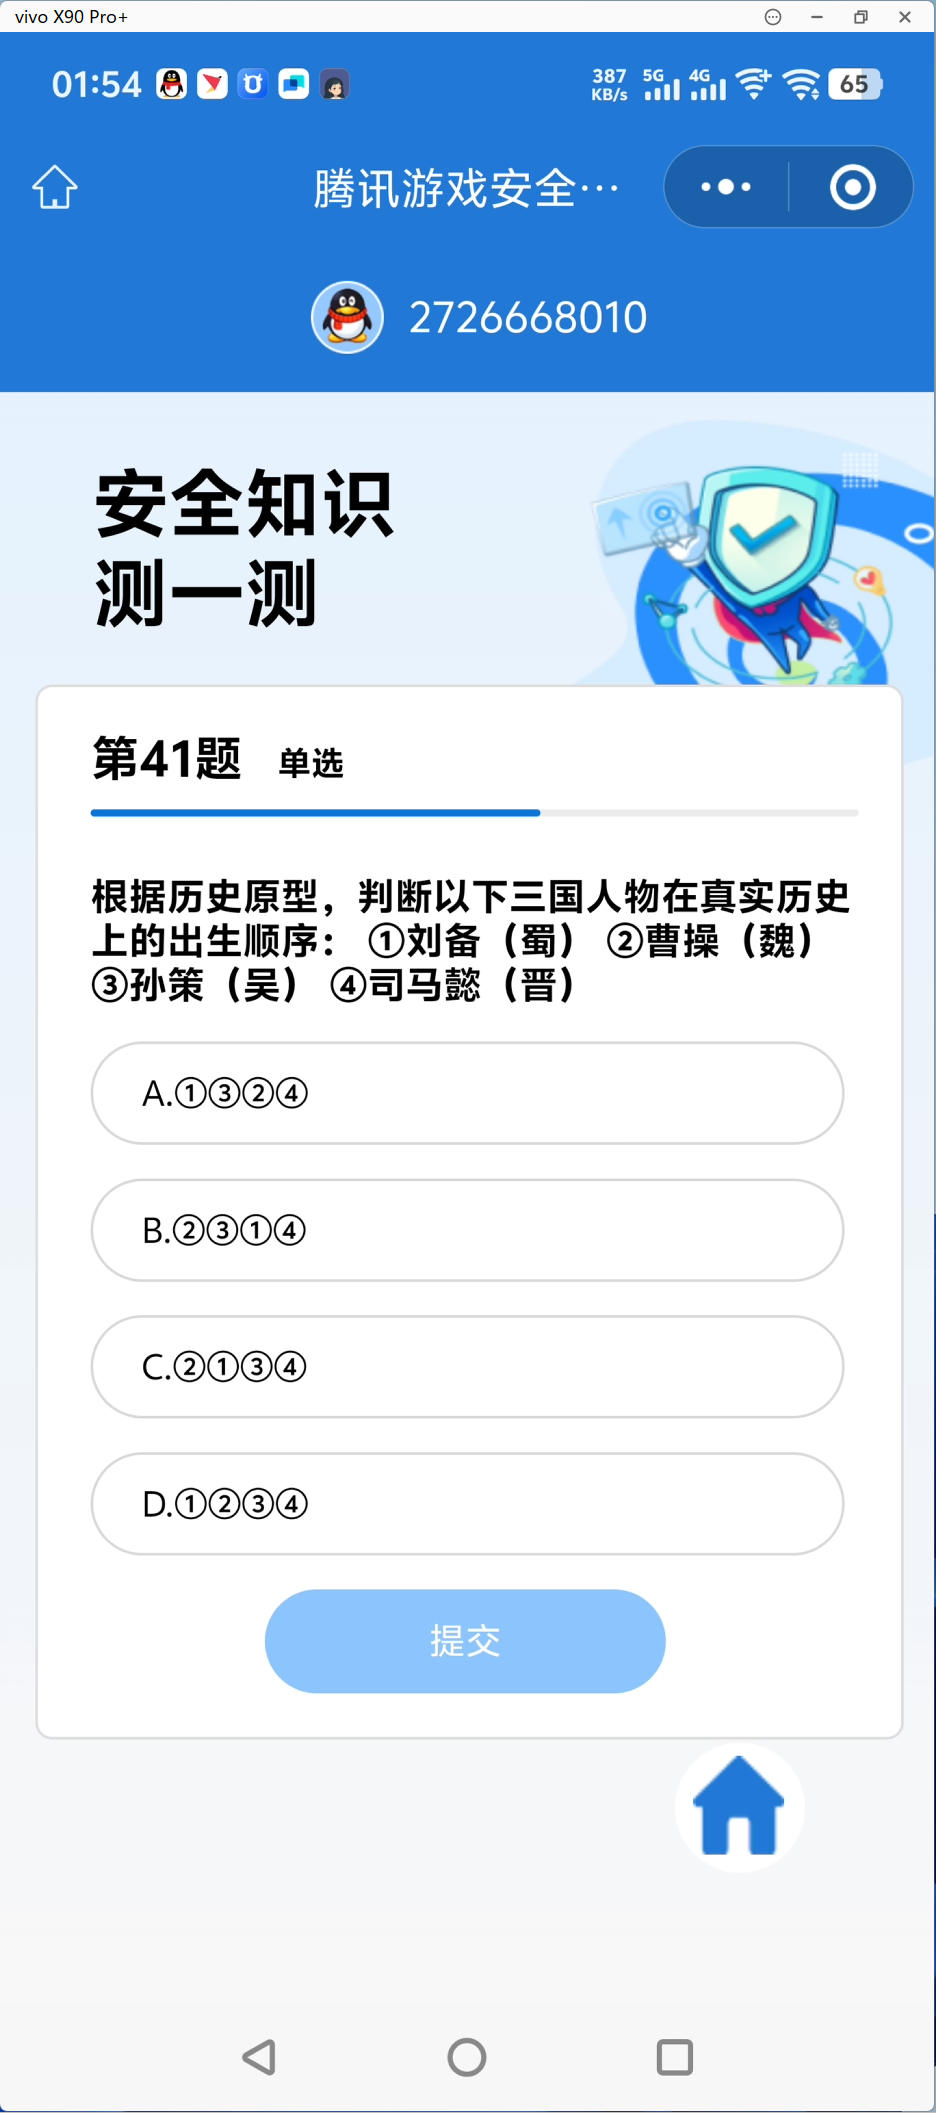 vivo X90 Pro+
01:54
387 KB/s 5G 4G 65
腾讯游戏安全…
2726668010
安全知识
测一测
第41题 单选
根据历史原型，判断以下三国人物在真实历史
上的出生顺序： ①刘备（蜀） ②曹操（魏）
③孙策（吴） ④司马懿（晋）
A.①③②④
B.②③①④
C.②①③④
D.①②③④
提交